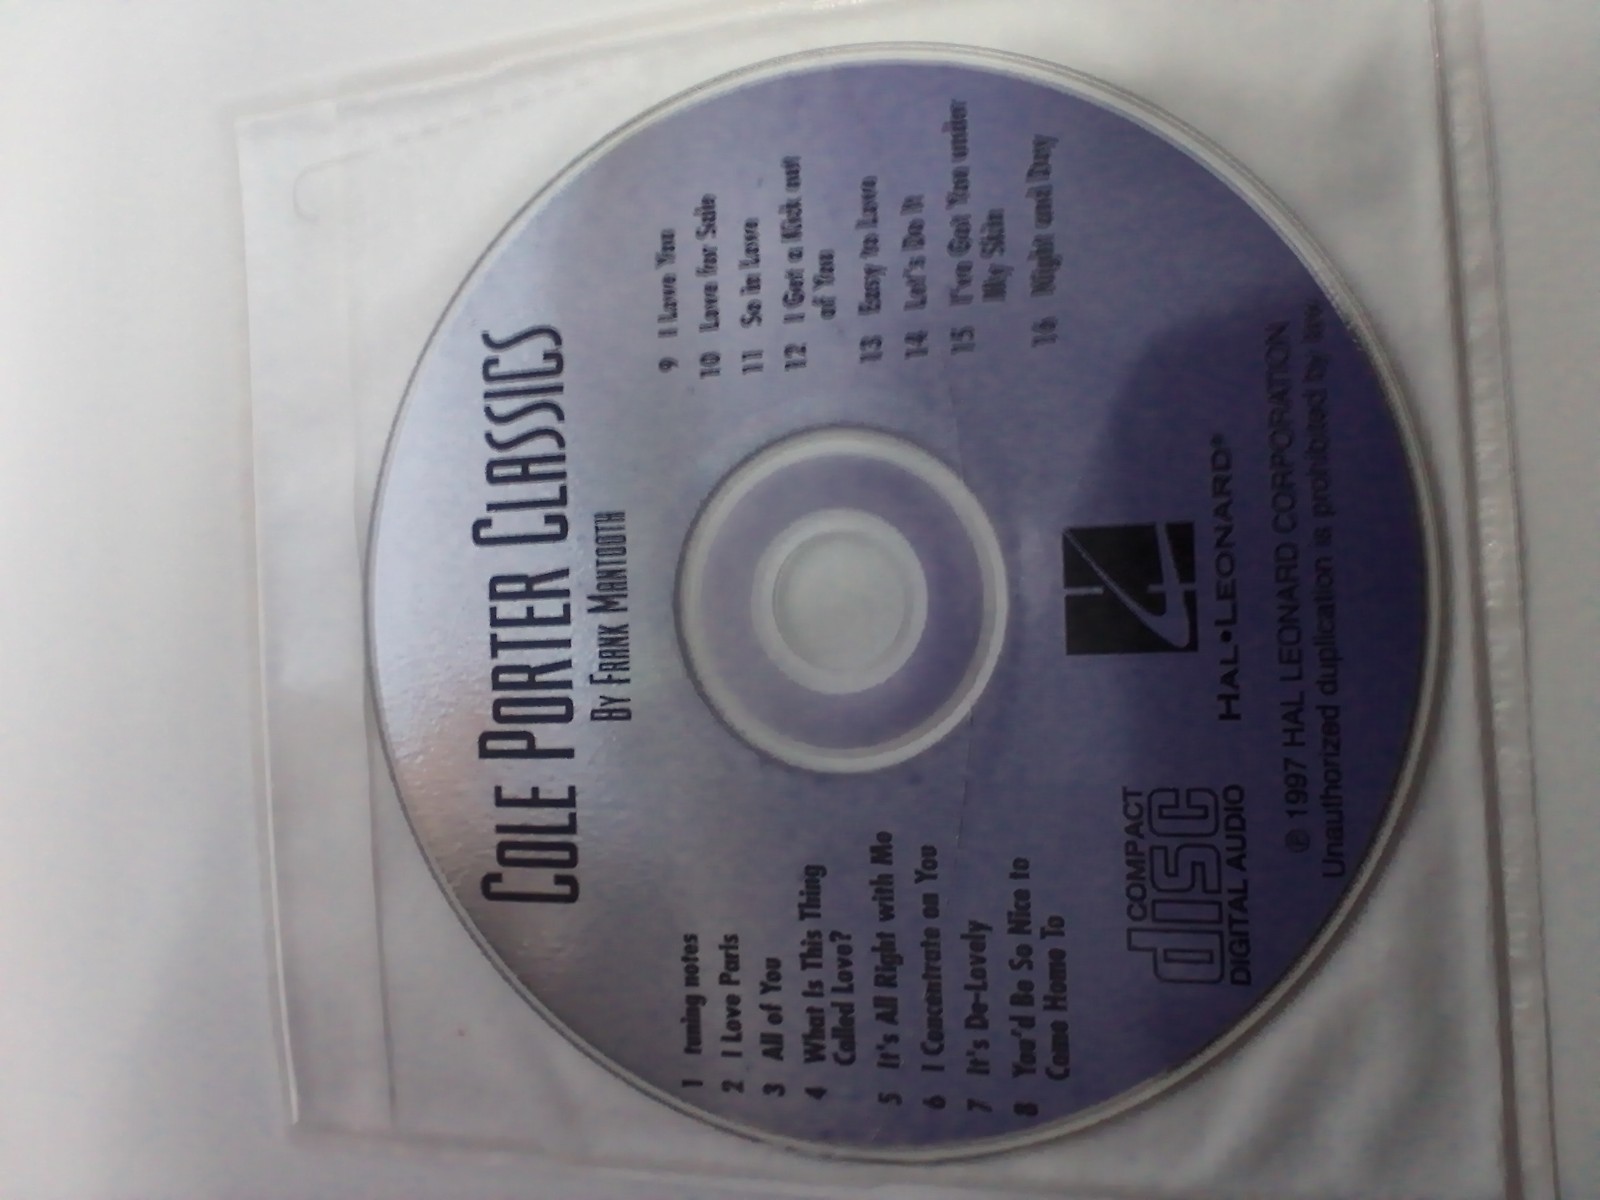 COLE PORTER CLASSICS
BY FRANK MANTOOTH
1 tuning notes
2 I Love Paris
3 All of You
4 What Is This Thing
Called Love?
5 It's All Right with Me
6 I Concentrate on You
7 It's De-Lovely
8 You'd Be So Nice to
Come Home To
9 I Love You
10 Love for Sale
11 So in Love
12 I Get a Kick out
of You
13 Easy to Love
14 Let's Do It
15 I've Got You under
My Skin
16 Night and Day
COMPACT
disc
DIGITAL AUDIO
HAL•LEONARD®
℗ 1997 HAL LEONARD CORPORATION
Unauthorized duplication is prohibited by law.